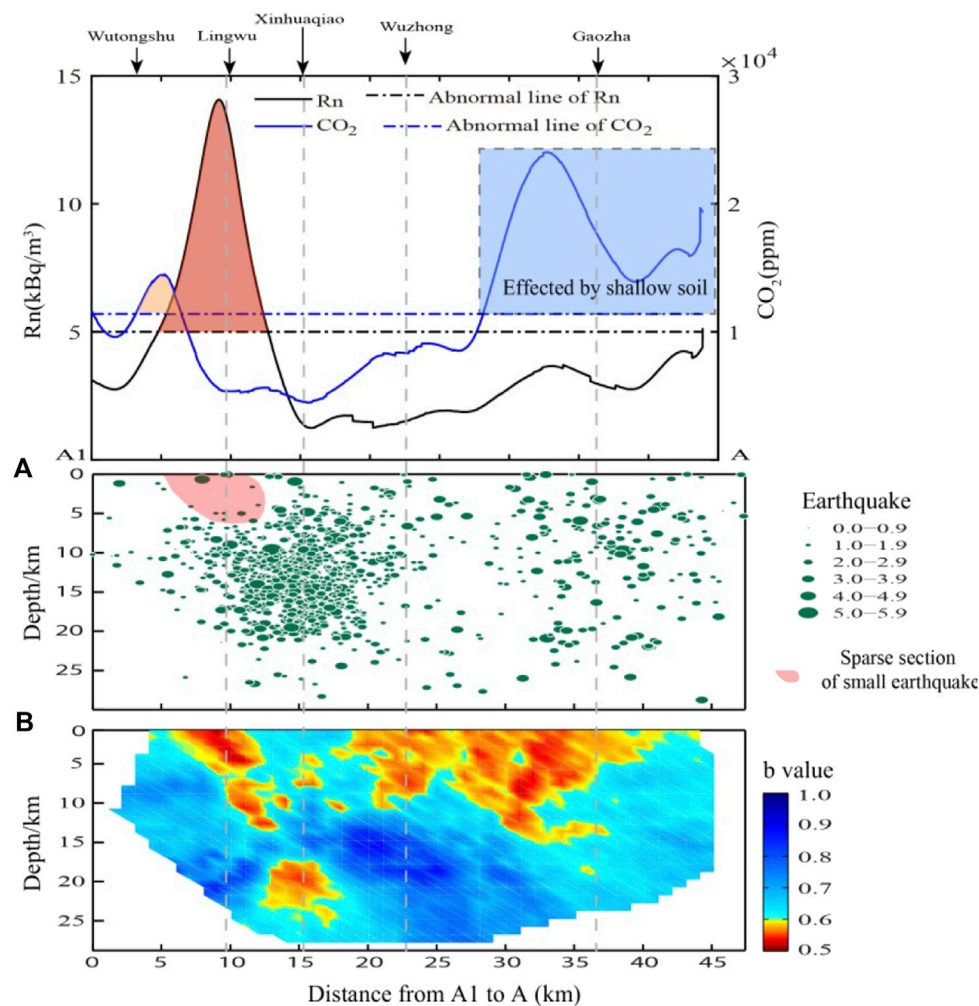 Wutongshu
Lingwu
Xinhuaqiao
Wuzhong
Gaozha
×10⁴
15
10
5
Rn(kBq/m³)
Rn
Abnormal line of Rn
CO₂
Abnormal line of CO₂
Effected by shallow soil
3
2
1
CO₂(ppm)
A1
A
A
0
5
10
15
20
25
Depth/km
Earthquake
0.0—0.9
1.0—1.9
2.0—2.9
3.0—3.9
4.0—4.9
5.0—5.9
Sparse section
of small earthquake
B
0
5
10
15
20
25
Depth/km
b value
1.0
0.9
0.8
0.7
0.6
0.5
0 5 10 15 20 25 30 35 40 45
Distance from A1 to A (km)